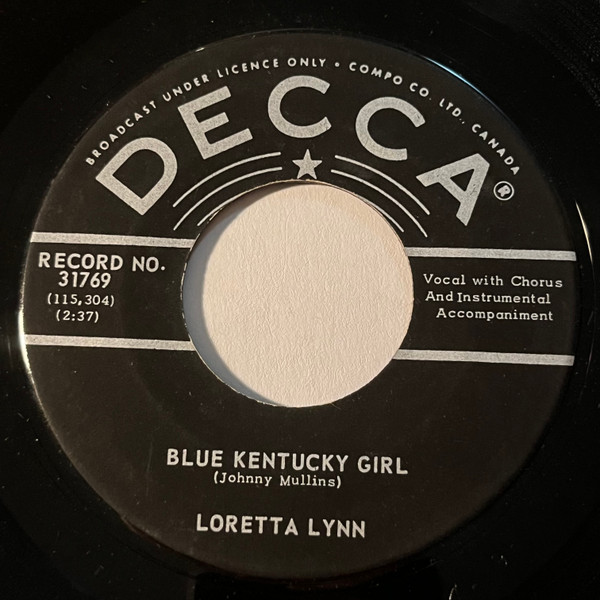 BROADCAST UNDER LICENCE ONLY • COMPO CO. LTD., CANADA
DECCA®
RECORD NO.
31769
(115,304)
(2:37)
Vocal with Chorus
And Instrumental
Accompaniment
BLUE KENTUCKY GIRL
(Johnny Mullins)
LORETTA LYNN